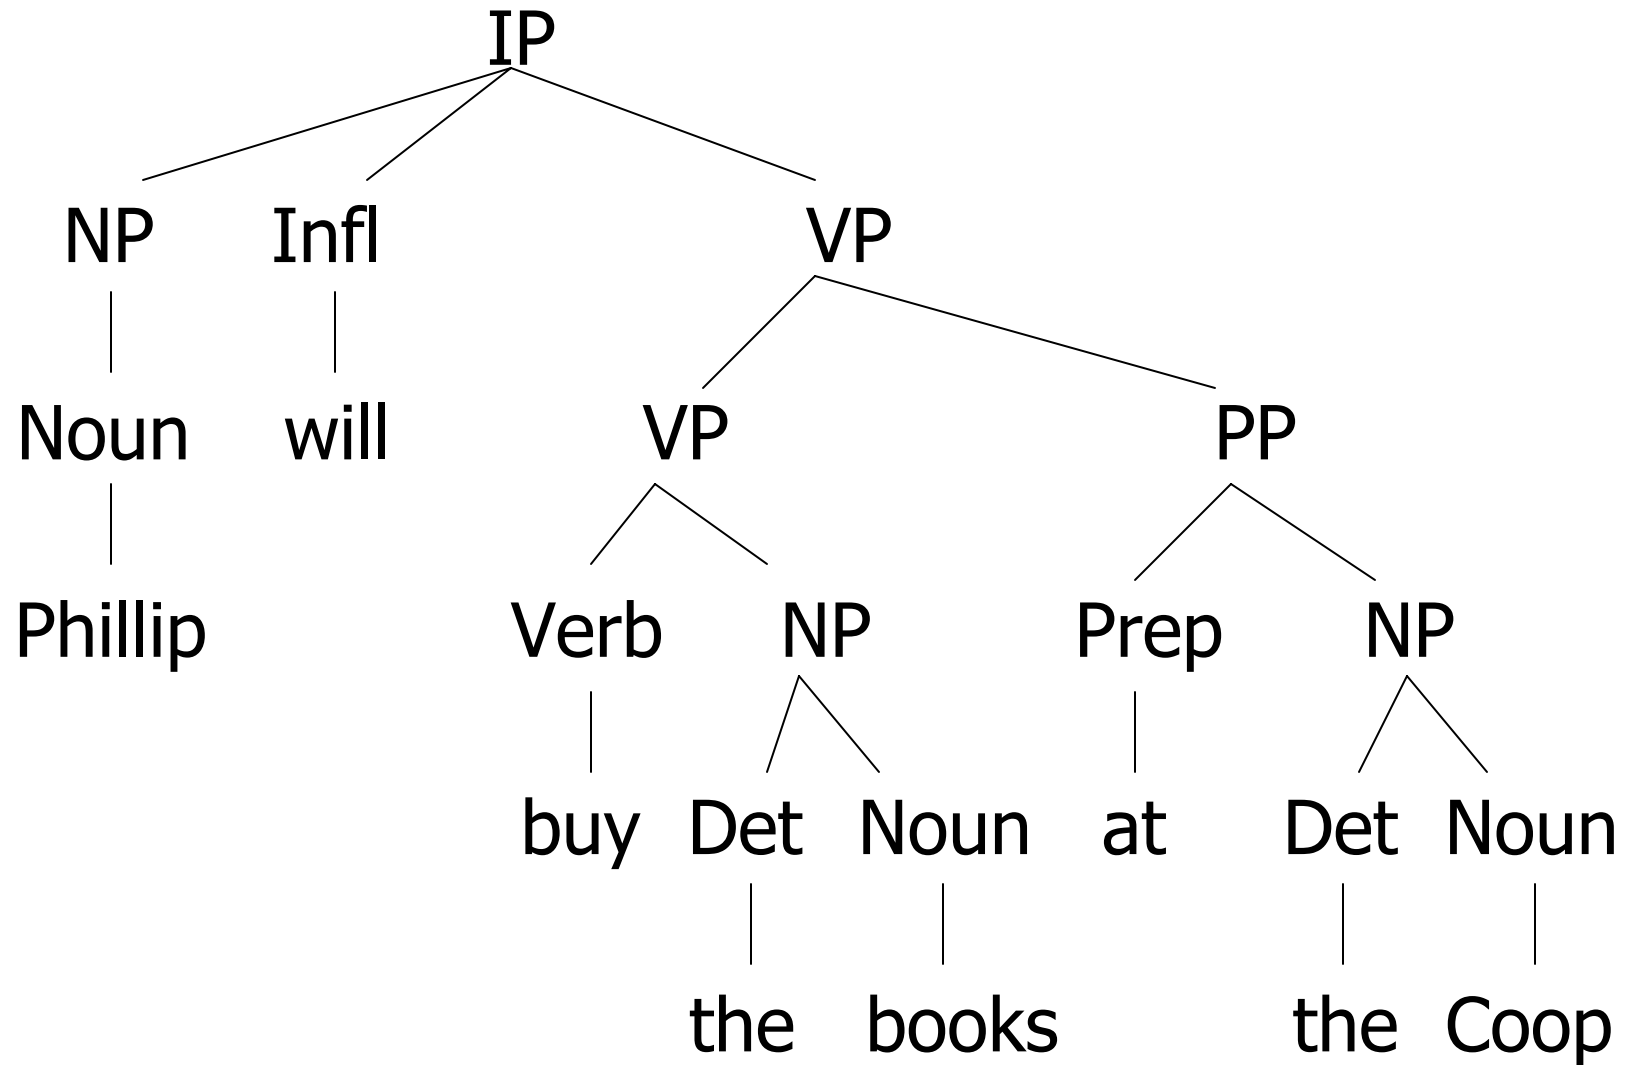 IP
NP Infl VP
Noun will VP PP
Phillip Verb NP Prep NP
buy Det Noun at Det Noun
the books the Coop